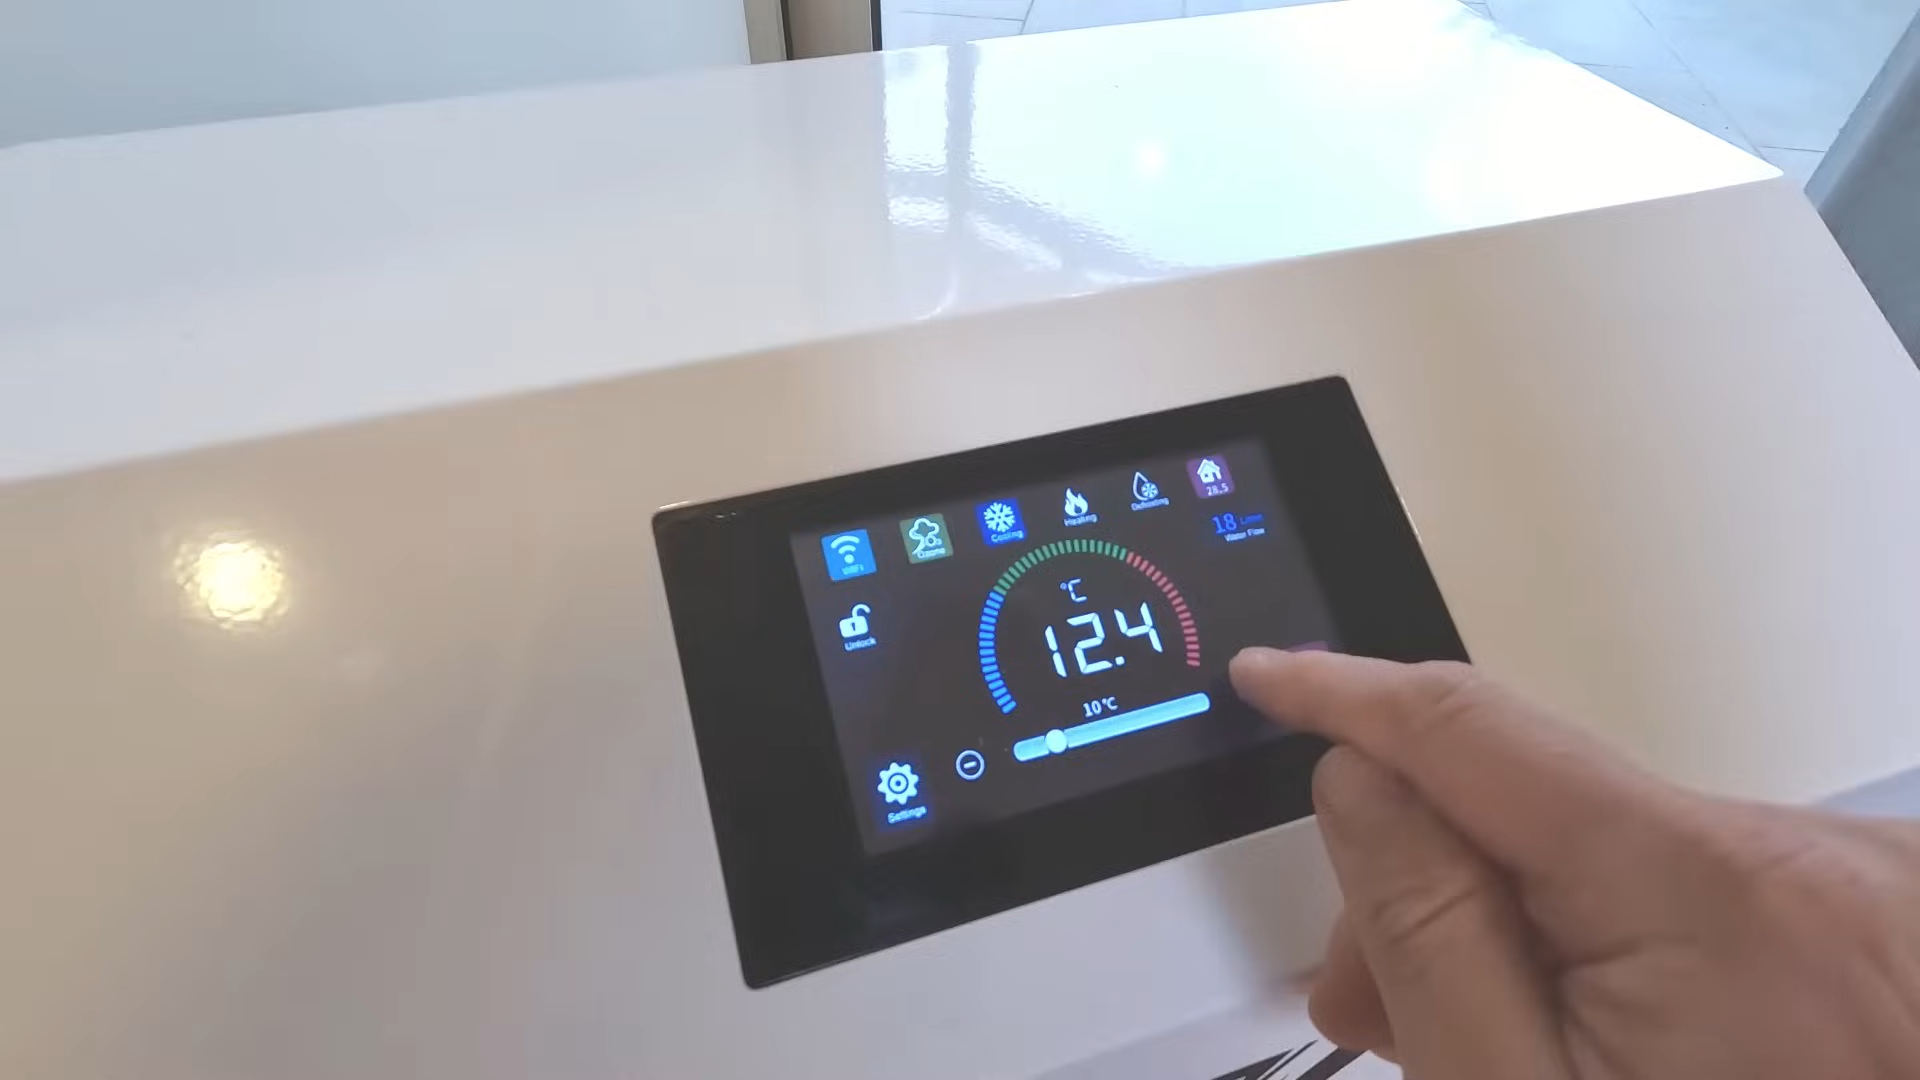 WiFi
Ozone
Cooling
Heating
Defrosting
28.5
18 L/min
Water Flow
Unlock
°C
12.4
10°C
Settings